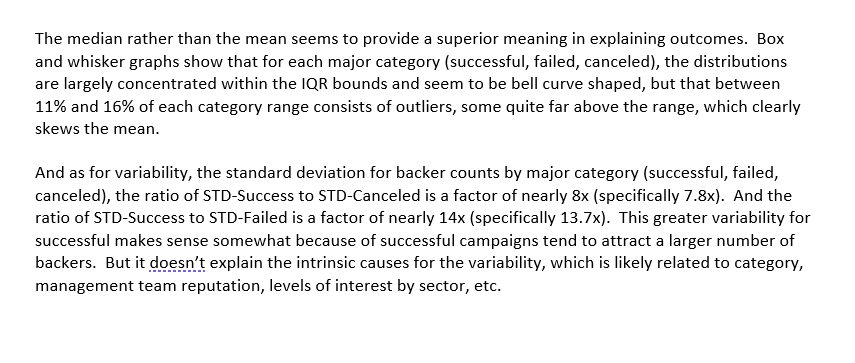 The median rather than the mean seems to provide a superior meaning in explaining outcomes.  Box
and whisker graphs show that for each major category (successful, failed, canceled), the distributions
are largely concentrated within the IQR bounds and seem to be bell curve shaped, but that between
11% and 16% of each category range consists of outliers, some quite far above the range, which clearly
skews the mean.
And as for variability, the standard deviation for backer counts by major category (successful, failed,
canceled), the ratio of STD-Success to STD-Canceled is a factor of nearly 8x (specifically 7.8x).  And the
ratio of STD-Success to STD-Failed is a factor of nearly 14x (specifically 13.7x).  This greater variability for
successful makes sense somewhat because of successful campaigns tend to attract a larger number of
backers.  But it doesn’t explain the intrinsic causes for the variability, which is likely related to category,
management team reputation, levels of interest by sector, etc.